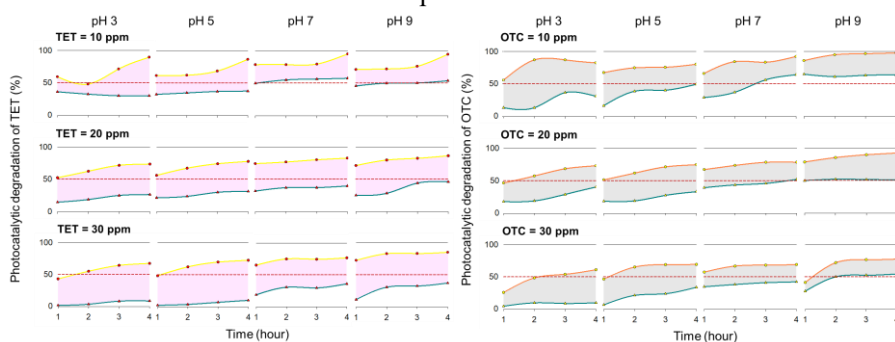 pH 3 pH 5 pH 7 pH 9
TET = 10 ppm
100
50
0
TET = 20 ppm
100
50
0
TET = 30 ppm
100
50
0
1 2 3 4 1 2 3 4 1 2 3 4 1 2 3 4
Time (hour)
Photocatalytic degradation of TET (%)
pH 3 pH 5 pH 7 pH 9
OTC = 10 ppm
100
50
0
OTC = 20 ppm
100
50
0
OTC = 30 ppm
100
50
0
1 2 3 4 1 2 3 4 1 2 3 4 1 2 3 4
Time (hour)
Photocatalytic degradation of OTC (%)